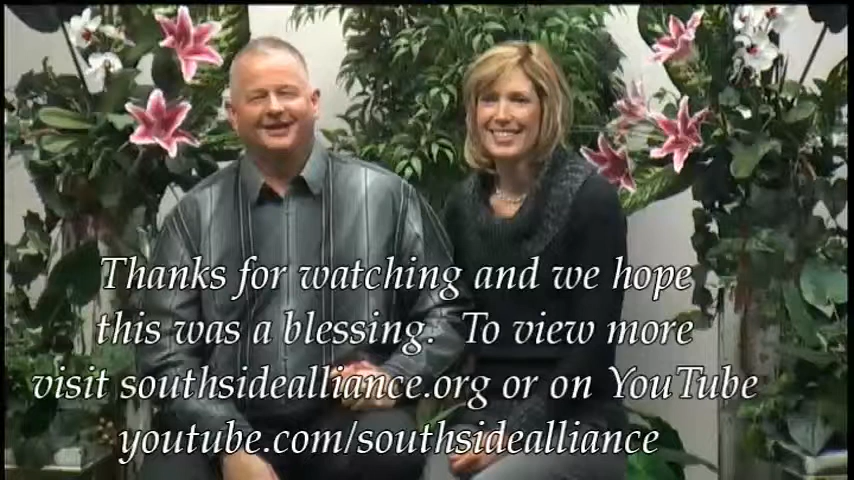 Thanks for watching and we hope
this was a blessing.  To view more
visit southsidealliance.org or on YouTube
youtube.com/southsidealliance